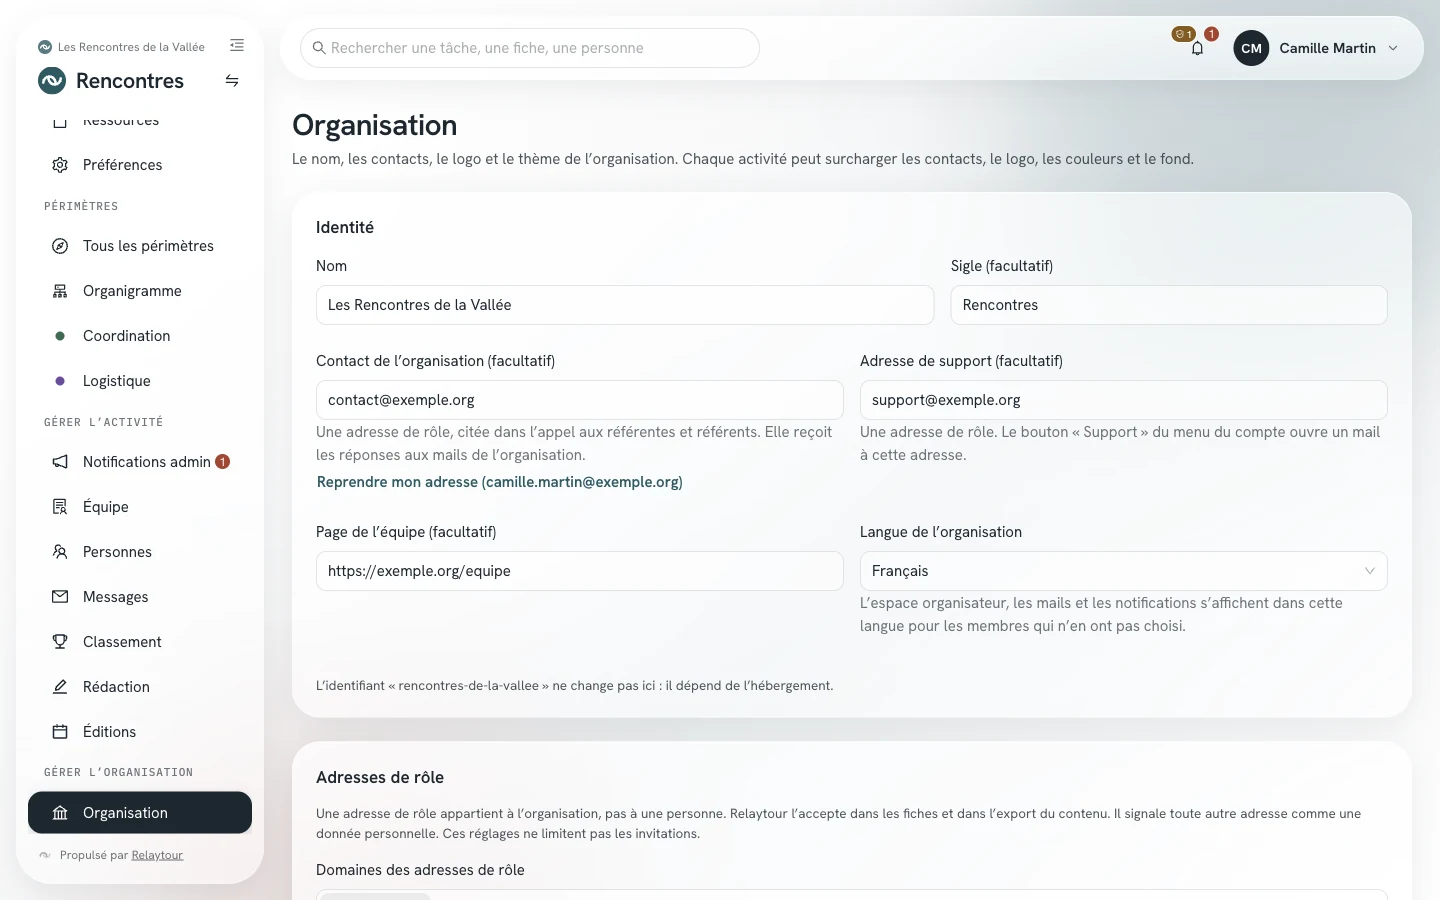 Les Rencontres de la Vallée
Rencontres
Ressources
Préférences
PÉRIMÈTRES
Tous les périmètres
Organigramme
Coordination
Logistique
GÉRER L’ACTIVITÉ
Notifications admin 1
Équipe
Personnes
Messages
Classement
Rédaction
Éditions
GÉRER L’ORGANISATION
Organisation
Propulsé par Relaytour
Rechercher une tâche, une fiche, une personne
1
1
CM
Camille Martin
Organisation
Le nom, les contacts, le logo et le thème de l’organisation. Chaque activité peut surcharger les contacts, le logo, les couleurs et le fond.
Identité
Nom
Les Rencontres de la Vallée
Sigle (facultatif)
Rencontres
Contact de l’organisation (facultatif)
contact@exemple.org
Une adresse de rôle, citée dans l’appel aux référentes et référents. Elle reçoit
les réponses aux mails de l’organisation.
Reprendre mon adresse (camille.martin@exemple.org)
Adresse de support (facultatif)
support@exemple.org
Une adresse de rôle. Le bouton « Support » du menu du compte ouvre un mail
à cette adresse.
Page de l’équipe (facultatif)
https://exemple.org/equipe
Langue de l’organisation
Français
L’espace organisateur, les mails et les notifications s’affichent dans cette
langue pour les membres qui n’en ont pas choisi.
L’identifiant « rencontres-de-la-vallee » ne change pas ici : il dépend de l’hébergement.
Adresses de rôle
Une adresse de rôle appartient à l’organisation, pas à une personne. Relaytour l’accepte dans les fiches et dans l’export du contenu. Il signale toute autre adresse comme une
donnée personnelle. Ces réglages ne limitent pas les invitations.
Domaines des adresses de rôle